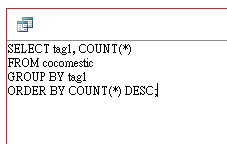 SELECT tag1, COUNT(*)
FROM cocomestic
GROUP BY tag1
ORDER BY COUNT(*) DESC;